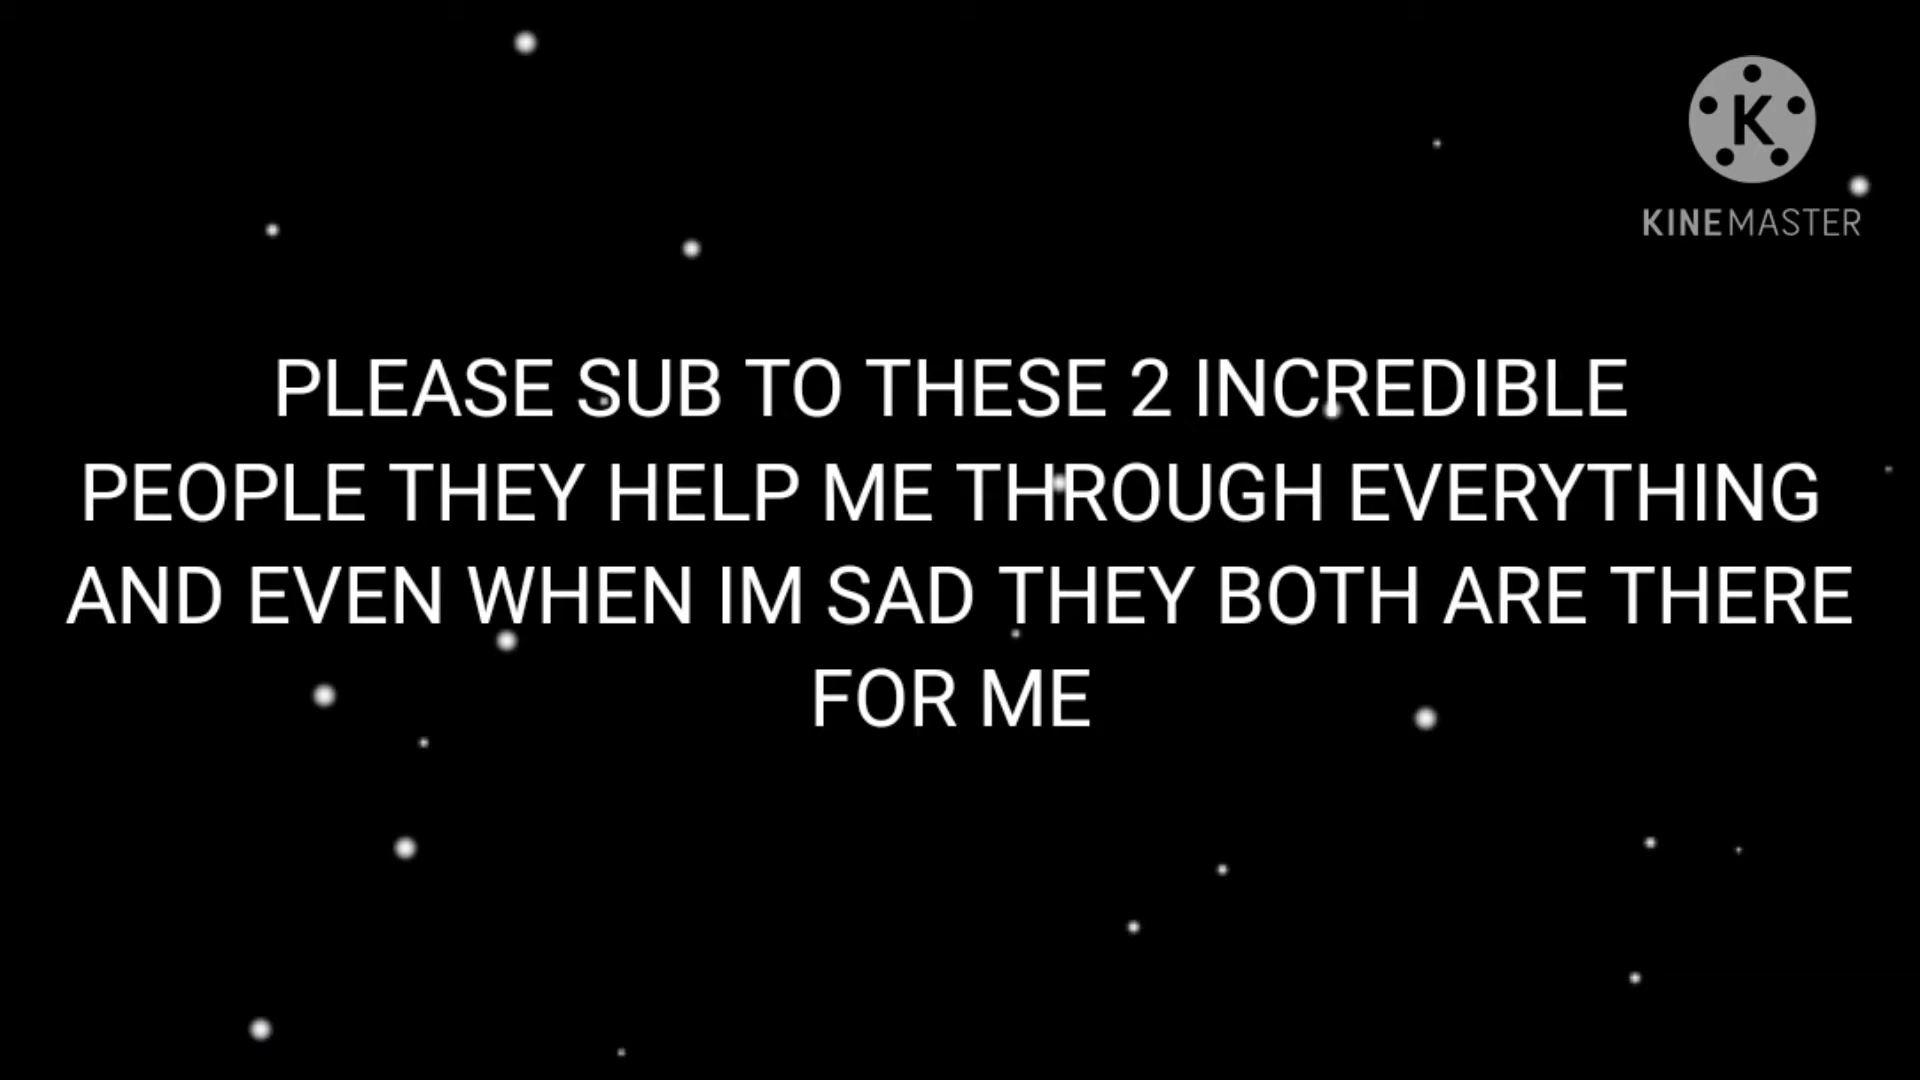 K
KINEMASTER
PLEASE SUB TO THESE 2 INCREDIBLE
PEOPLE THEY HELP ME THROUGH EVERYTHING
AND EVEN WHEN IM SAD THEY BOTH ARE THERE
FOR ME